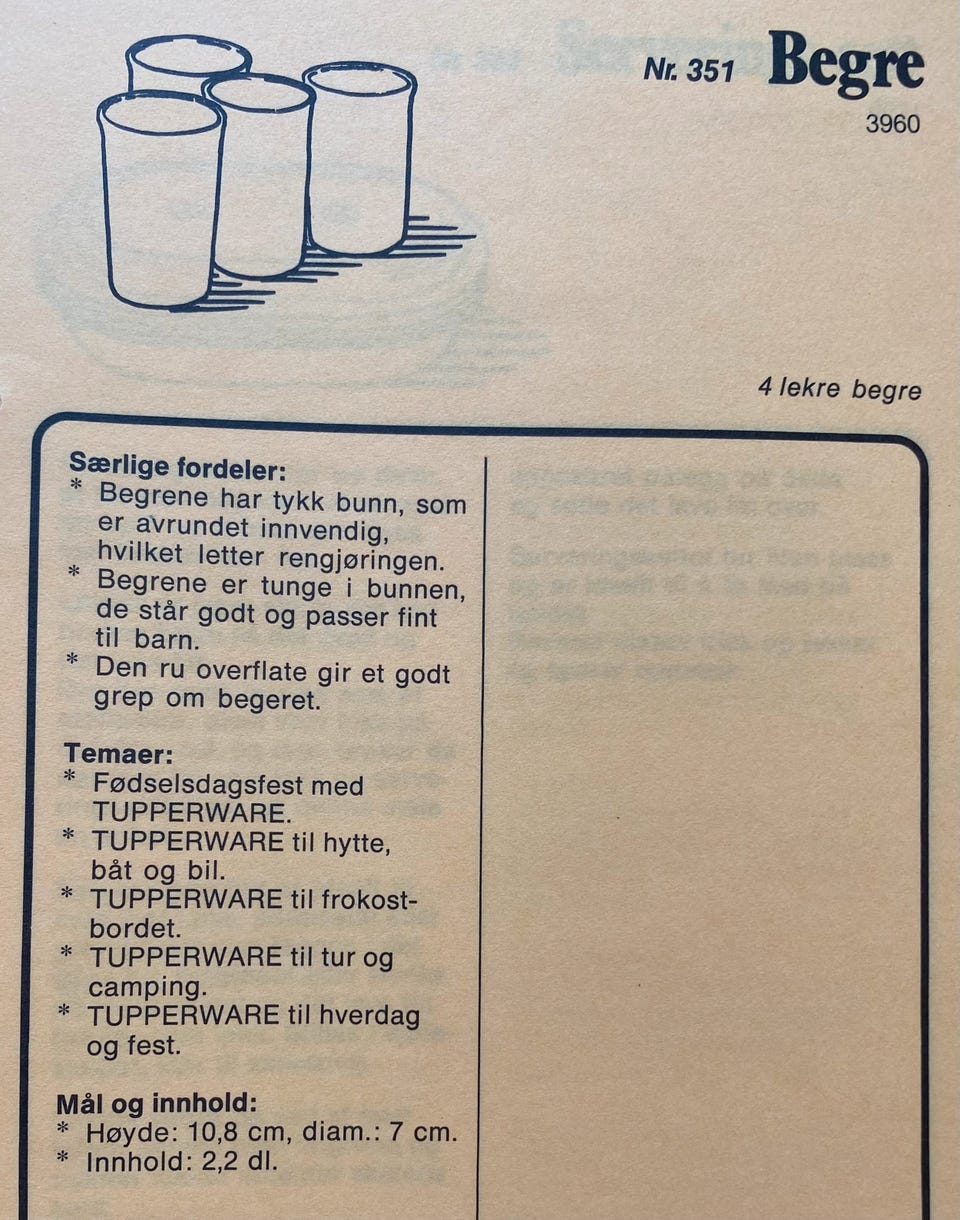 Nr. 351 Begre
3960
4 lekre begre
Særlige fordeler:
* Begrene har tykk bunn, som
er avrundet innvendig,
hvilket letter rengjøringen.
* Begrene er tunge i bunnen,
de står godt og passer fint
til barn.
* Den ru overflate gir et godt
grep om begeret.
Temaer:
* Fødselsdagsfest med
TUPPERWARE.
* TUPPERWARE til hytte,
båt og bil.
* TUPPERWARE til frokost-
bordet.
* TUPPERWARE til tur og
camping.
* TUPPERWARE til hverdag
og fest.
Mål og innhold:
* Høyde: 10,8 cm, diam.: 7 cm.
* Innhold: 2,2 dl.